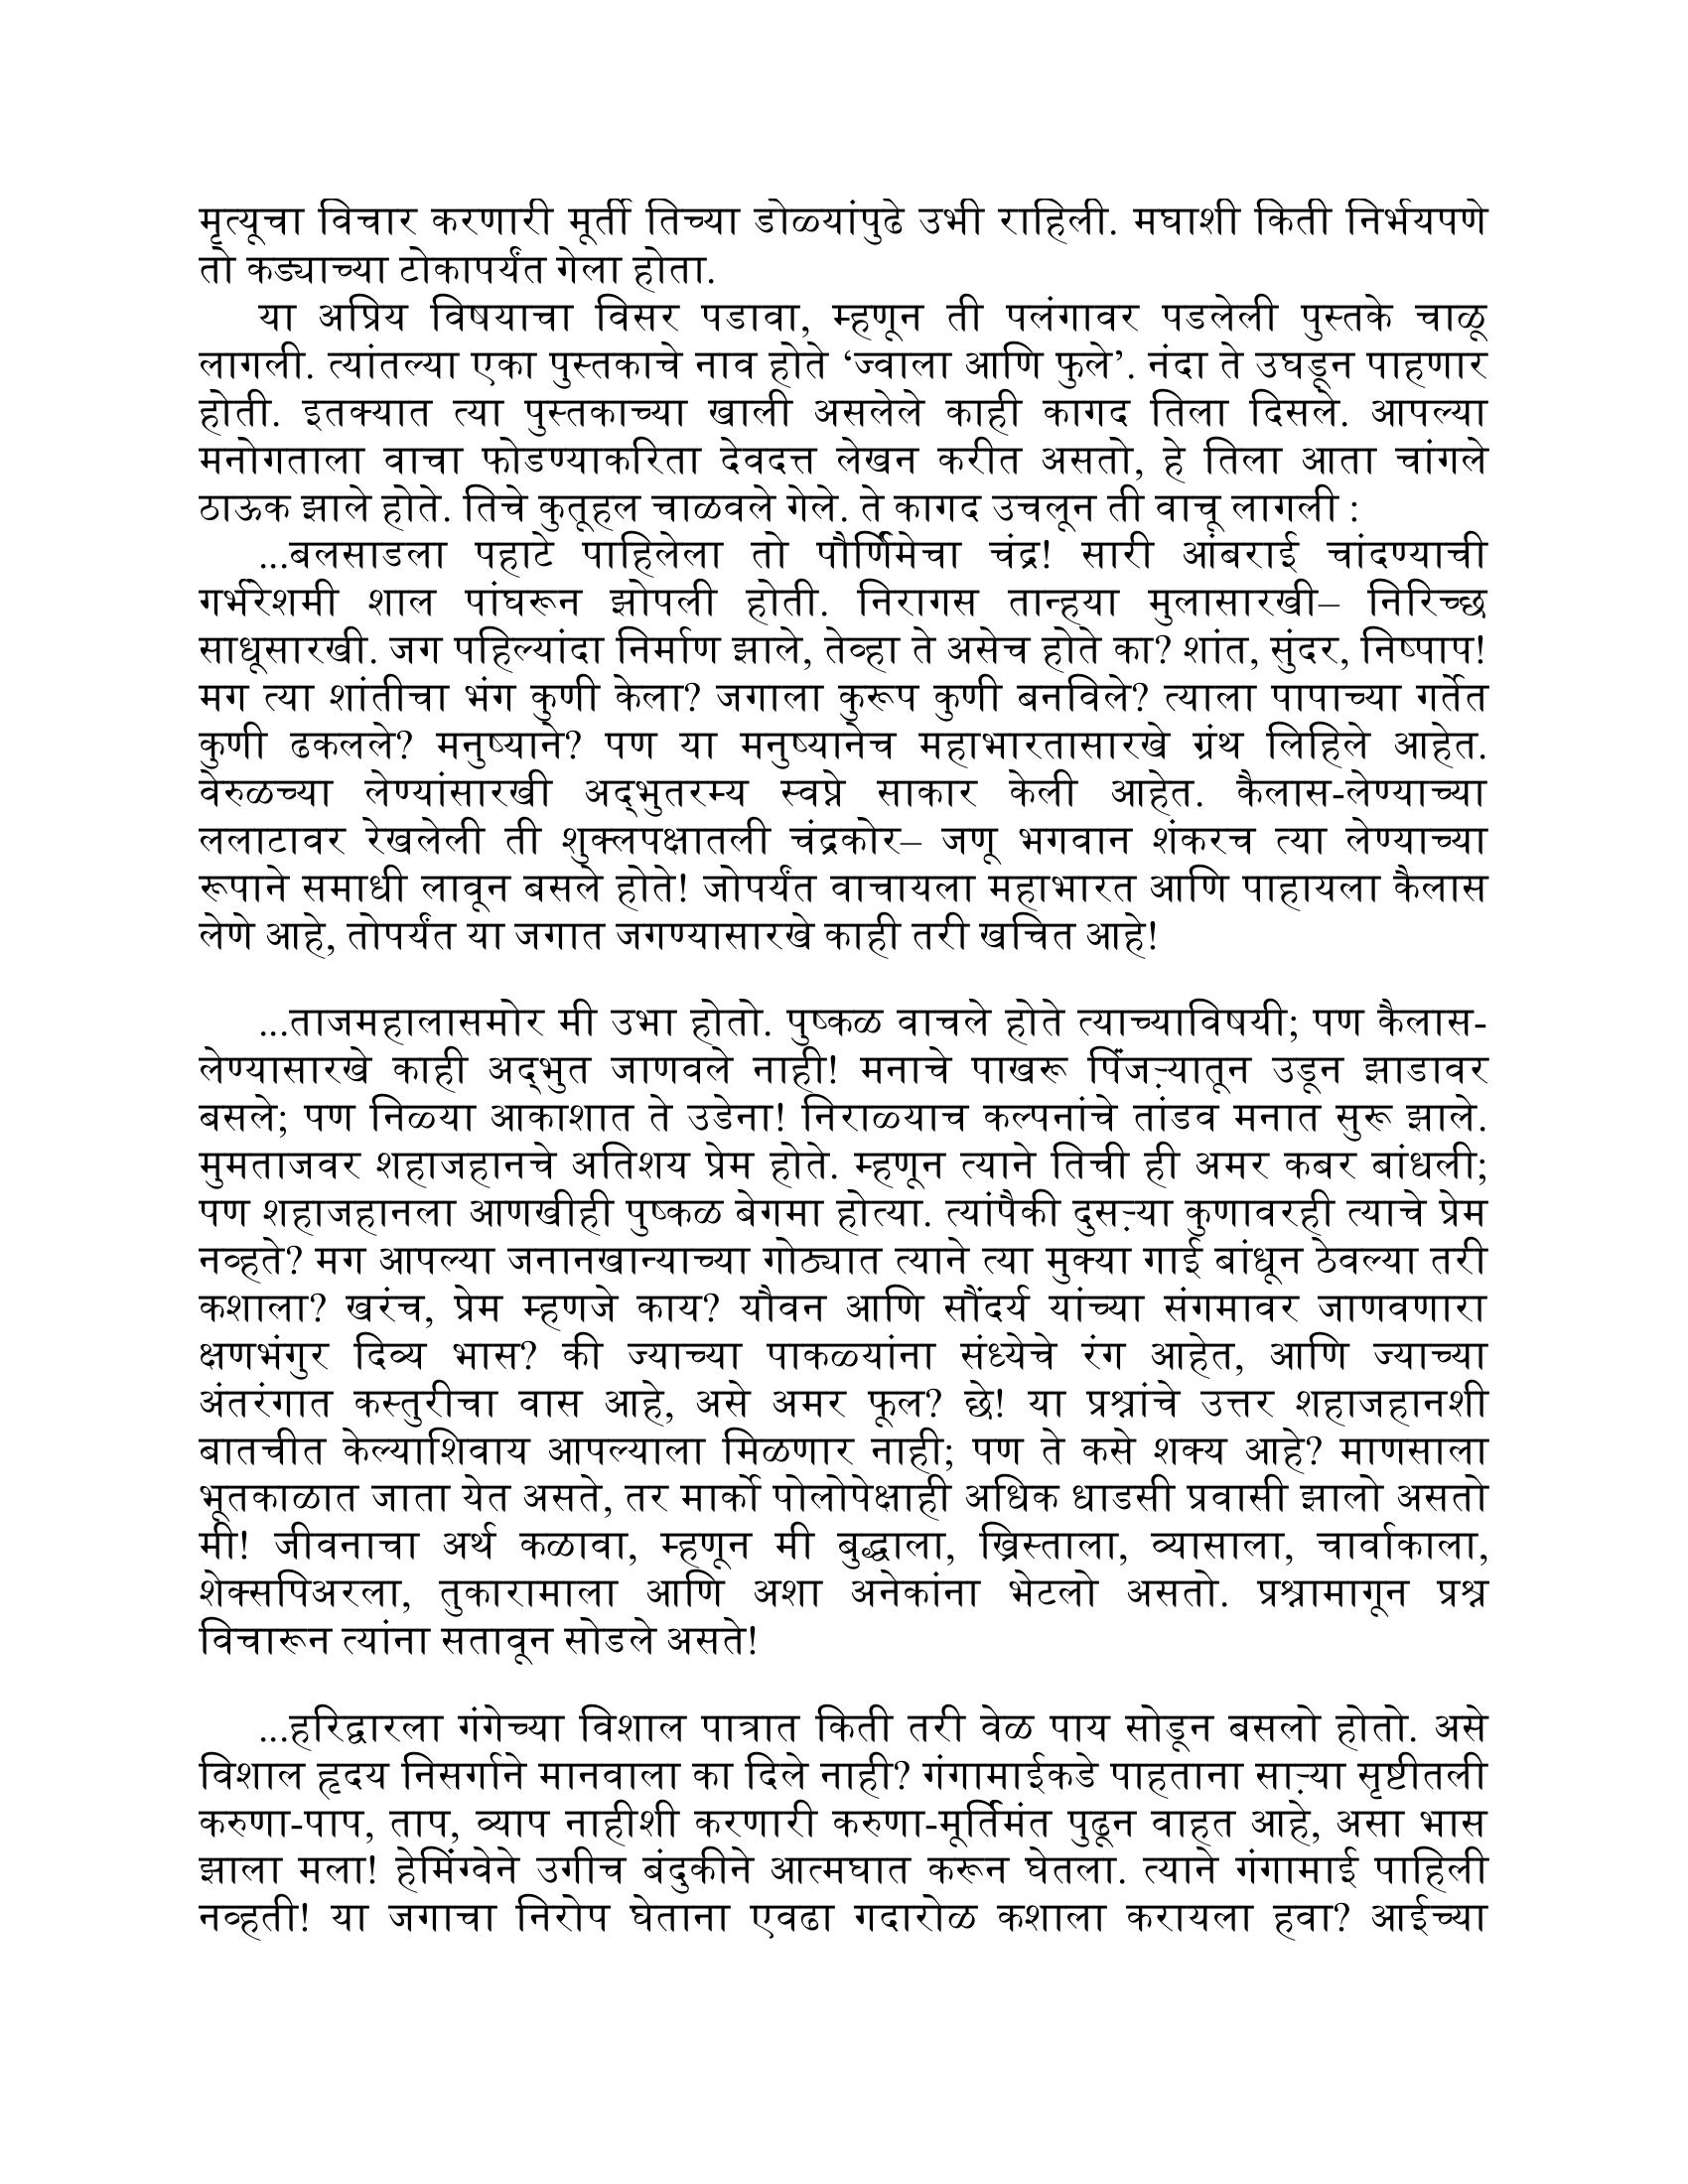 मृत्यूचा विचार करणारी मूर्ती तिच्या डोळ्यांपुढे उभी राहिली. मघाशी किती निर्भयपणे
तो कड्याच्या टोकापर्यंत गेला होता.
या अप्रिय विषयाचा विसर पडावा, म्हणून ती पलंगावर पडलेली पुस्तके चाळू
लागली. त्यांतल्या एका पुस्तकाचे नाव होते ‘ज्वाला आणि फुले’. नंदा ते उघडून पाहणार
होती. इतक्यात त्या पुस्तकाच्या खाली असलेले काही कागद तिला दिसले. आपल्या
मनोगताला वाचा फोडण्याकरिता देवदत्त लेखन करीत असतो, हे तिला आता चांगले
ठाऊक झाले होते. तिचे कुतूहल चाळवले गेले. ते कागद उचलून ती वाचू लागली :
...बलसाडला पहाटे पाहिलेला तो पौर्णिमेचा चंद्र! सारी आंबराई चांदण्याची
गर्भरेशमी शाल पांघरून झोपली होती. निरागस तान्हया मुलासारखी– निरिच्छ
साधूसारखी. जग पहिल्यांदा निर्माण झाले, तेव्हा ते असेच होते का? शांत, सुंदर, निष्पाप!
मग त्या शांतीचा भंग कुणी केला? जगाला कुरूप कुणी बनविले? त्याला पापाच्या गर्तेत
कुणी ढकलले? मनुष्याने? पण या मनुष्यानेच महाभारतासारखे ग्रंथ लिहिले आहेत.
वेरुळच्या लेण्यांसारखी अद्‌भुतरम्य स्वप्ने साकार केली आहेत. कैलास-लेण्याच्या
ललाटावर रेखलेली ती शुक्लपक्षातली चंद्रकोर– जणू भगवान शंकरच त्या लेण्याच्या
रूपाने समाधी लावून बसले होते! जोपर्यंत वाचायला महाभारत आणि पाहायला कैलास
लेणे आहे, तोपर्यंत या जगात जगण्यासारखे काही तरी खचित आहे!
...ताजमहालासमोर मी उभा होतो. पुष्कळ वाचले होते त्याच्याविषयी; पण कैलास-
लेण्यासारखे काही अद्‌भुत जाणवले नाही! मनाचे पाखरू पिंजऱ्यातून उडून झाडावर
बसले; पण निळ्या आकाशात ते उडेना! निराळ्याच कल्पनांचे तांडव मनात सुरू झाले.
मुमताजवर शहाजहानचे अतिशय प्रेम होते. म्हणून त्याने तिची ही अमर कबर बांधली;
पण शहाजहानला आणखीही पुष्कळ बेगमा होत्या. त्यांपैकी दुसऱ्या कुणावरही त्याचे प्रेम
नव्हते? मग आपल्या जनानखान्याच्या गोठ्यात त्याने त्या मुक्या गाई बांधून ठेवल्या तरी
कशाला? खरंच, प्रेम म्हणजे काय? यौवन आणि सौंदर्य यांच्या संगमावर जाणवणारा
क्षणभंगुर दिव्य भास? की ज्याच्या पाकळ्यांना संध्येचे रंग आहेत, आणि ज्याच्या
अंतरंगात कस्तुरीचा वास आहे, असे अमर फूल? छे! या प्रश्नांचे उत्तर शहाजहानशी
बातचीत केल्याशिवाय आपल्याला मिळणार नाही; पण ते कसे शक्य आहे? माणसाला
भूतकाळात जाता येत असते, तर मार्को पोलोपेक्षाही अधिक धाडसी प्रवासी झालो असतो
मी! जीवनाचा अर्थ कळावा, म्हणून मी बुद्धाला, ख्रिस्ताला, व्यासाला, चार्वाकाला,
शेक्सपिअरला, तुकारामाला आणि अशा अनेकांना भेटलो असतो. प्रश्नामागून प्रश्न
विचारून त्यांना सतावून सोडले असते!
...हरिद्वारला गंगेच्या विशाल पात्रात किती तरी वेळ पाय सोडून बसलो होतो. असे
विशाल हृदय निसर्गाने मानवाला का दिले नाही? गंगामाईकडे पाहताना साऱ्या सृष्टीतली
करुणा-पाप, ताप, व्याप नाहीशी करणारी करुणा-मूर्तिमंत पुढून वाहत आहे, असा भास
झाला मला! हेमिंग्वेने उगीच बंदुकीने आत्मघात करून घेतला. त्याने गंगामाई पाहिली
नव्हती! या जगाचा निरोप घेताना एवढा गदारोळ कशाला करायला हवा? आईच्या